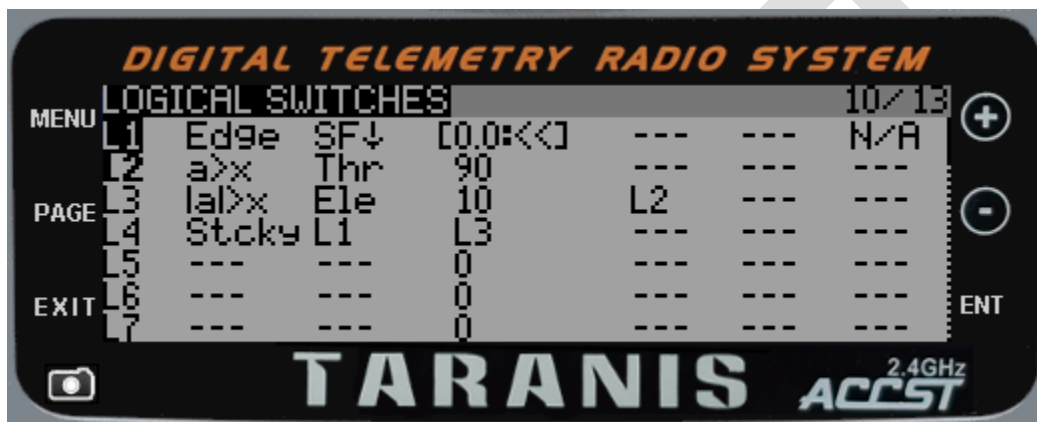 DIGITAL TELEMETRY RADIO SYSTEM
LOGICAL SWITCHES 10/13
MENU
L1 Edge SF↓ [0.0:<<] --- --- N/A
L2 a>x Thr 90 --- --- ---
L3 |a|>x Ele 10 L2 --- ---
PAGE
L4 Stcky L1 L3 --- --- ---
L5 --- --- 0 --- --- ---
L6 --- --- 0 --- --- ---
EXIT ENT
L7 --- --- 0 --- --- ---
TARANIS
2.4GHz
ACCST